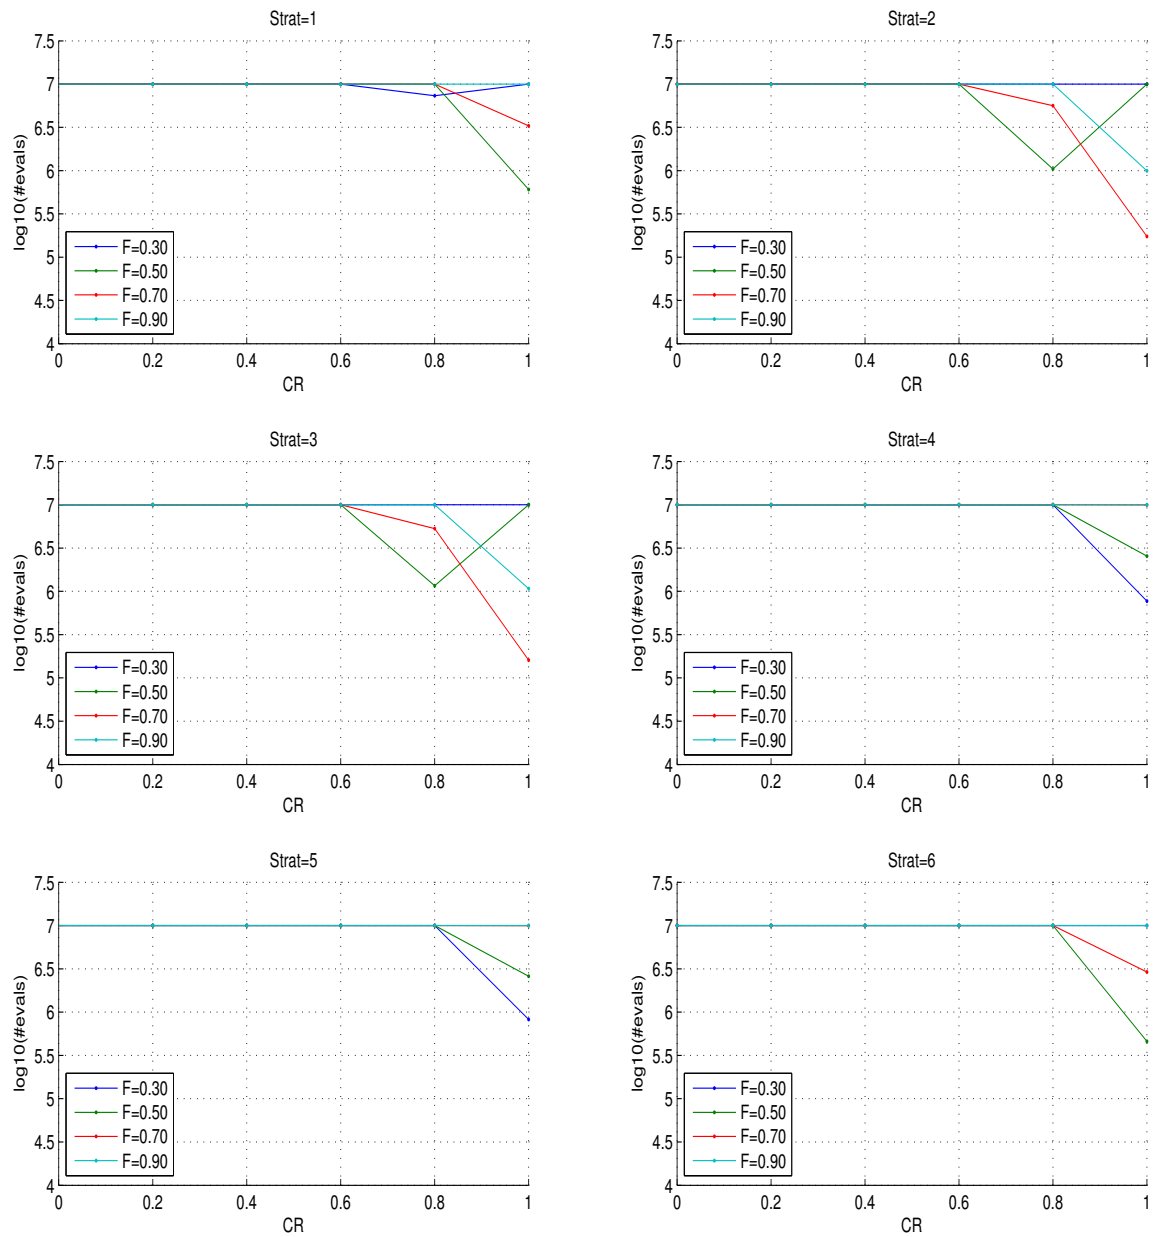 Strat=1
7.5
7
6.5
6
5.5
5
4.5
4
log10(#evals)
F=0.30
F=0.50
F=0.70
F=0.90
0 0.2 0.4 0.6 0.8 1
CR
Strat=2
7.5
7
6.5
6
5.5
5
4.5
4
log10(#evals)
F=0.30
F=0.50
F=0.70
F=0.90
0 0.2 0.4 0.6 0.8 1
CR
Strat=3
7.5
7
6.5
6
5.5
5
4.5
4
log10(#evals)
F=0.30
F=0.50
F=0.70
F=0.90
0 0.2 0.4 0.6 0.8 1
CR
Strat=4
7.5
7
6.5
6
5.5
5
4.5
4
log10(#evals)
F=0.30
F=0.50
F=0.70
F=0.90
0 0.2 0.4 0.6 0.8 1
CR
Strat=5
7.5
7
6.5
6
5.5
5
4.5
4
log10(#evals)
F=0.30
F=0.50
F=0.70
F=0.90
0 0.2 0.4 0.6 0.8 1
CR
Strat=6
7.5
7
6.5
6
5.5
5
4.5
4
log10(#evals)
F=0.30
F=0.50
F=0.70
F=0.90
0 0.2 0.4 0.6 0.8 1
CR